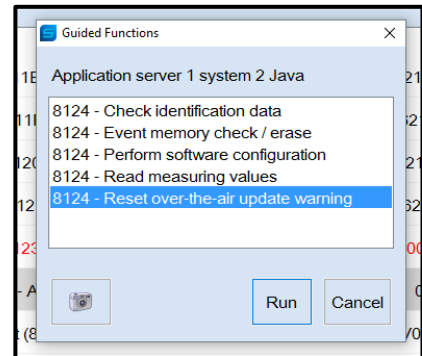 Guided Functions
Application server 1 system 2 Java
8124 - Check identification data
8124 - Event memory check / erase
8124 - Perform software configuration
8124 - Read measuring values
8124 - Reset over-the-air update warning
Run
Cancel